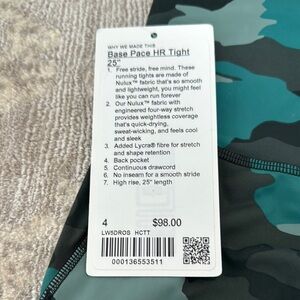 WHY WE MADE THIS
Base Pace HR Tight
25"
1. Free stride, free mind. These
running tights are made of
Nulux™ fabric that's so smooth
and lightweight, you might feel
like you can run forever
2. Our Nulux™ fabric with
engineered four-way stretch
provides weightless coverage
that's quick-drying,
sweat-wicking, and feels cool
and sleek
3. Added Lycra® fibre for stretch
and shape retention
4. Back pocket
5. Continuous drawcord
6. No inseam for a smooth stride
7. High rise, 25" length
4 $98.00
LW5DROS HCTT
000136553511